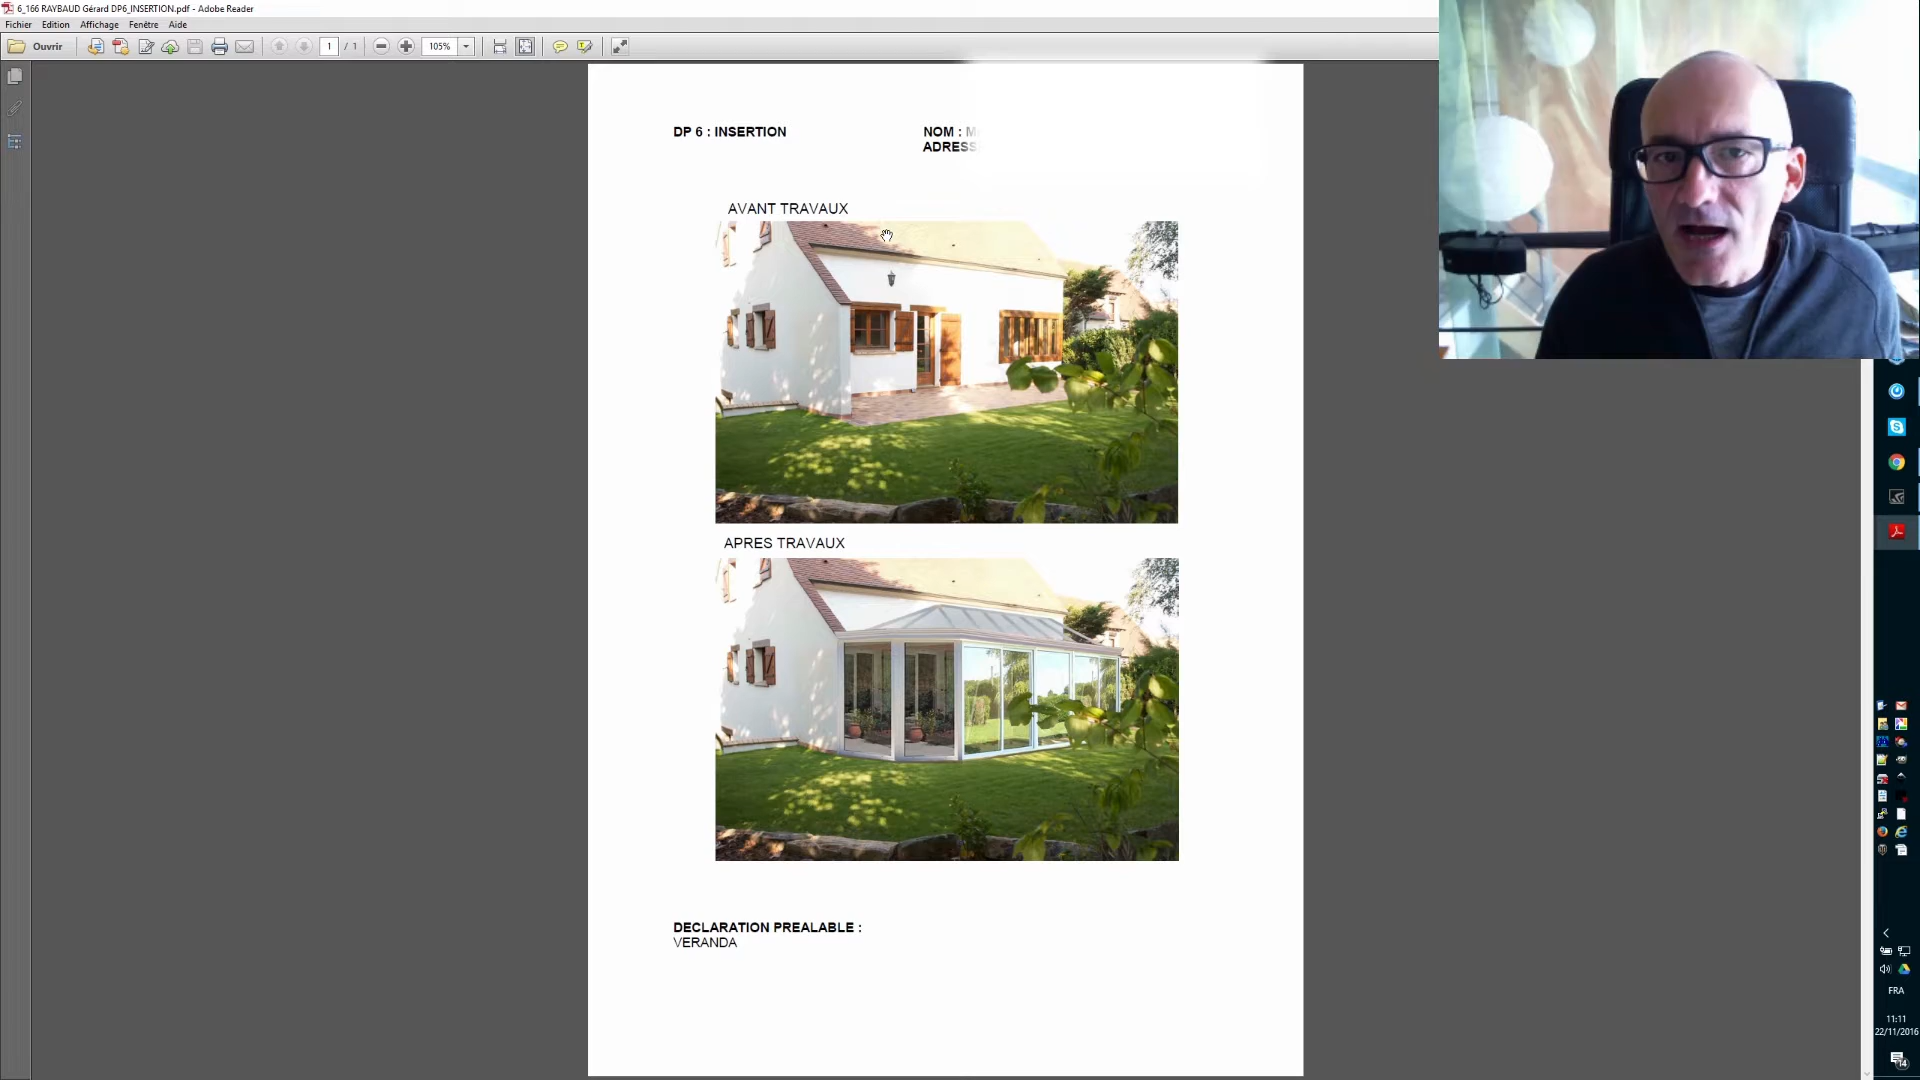 6_166 RAYBAUD Gérard DP6_INSERTION.pdf - Adobe Reader
Fichier Edition Affichage Fenêtre Aide
Ouvrir 1 / 1 105%
DP 6 : INSERTION
NOM :
ADRESS
AVANT TRAVAUX
APRES TRAVAUX
DECLARATION PREALABLE :
VERANDA
FRA
11:11
22/11/2016